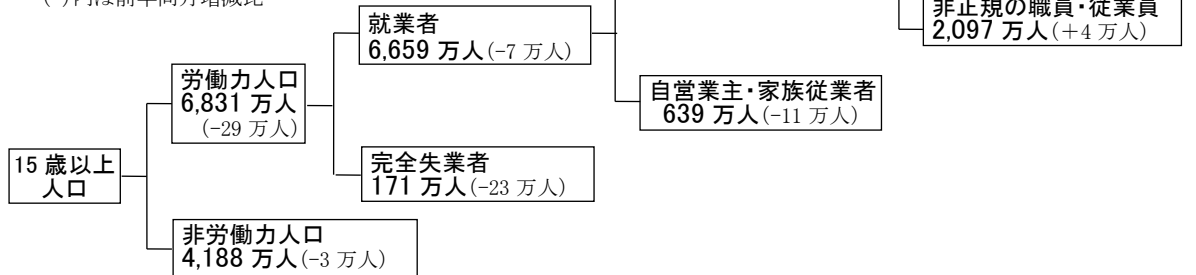 ( )内は前年同月増減比
非正規の職員・従業員
2,097 万人(+4 万人)
就業者
6,659 万人(-7 万人)
自営業主・家族従業者
639 万人(-11 万人)
労働力人口
6,831 万人
(-29 万人)
完全失業者
171 万人(-23 万人)
15 歳以上
人口
非労働力人口
4,188 万人(-3 万人)